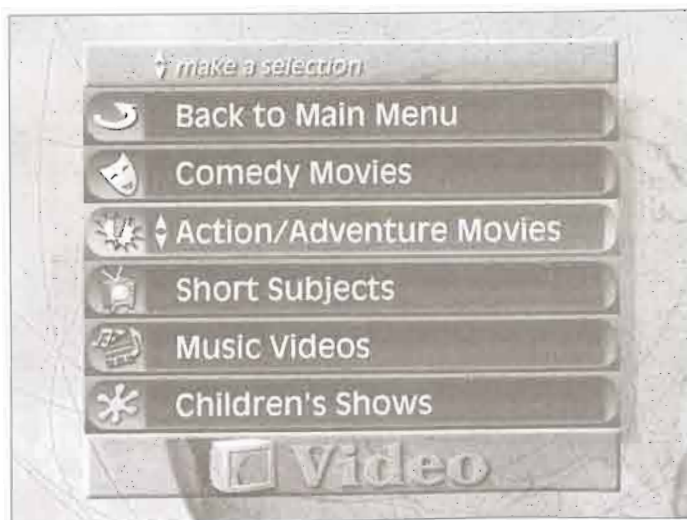 make a selection
Back to Main Menu
Comedy Movies
Action/Adventure Movies
Short Subjects
Music Videos
Children's Shows
Video